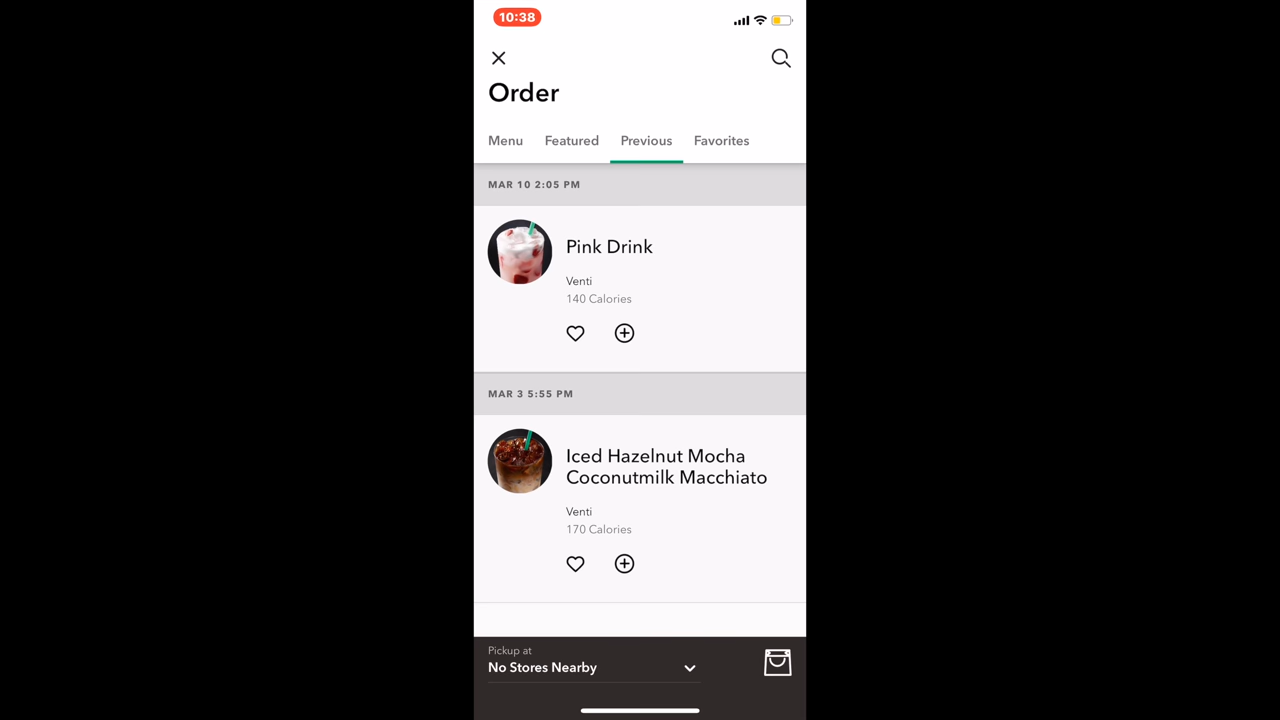 10:38
Order
Menu Featured Previous Favorites
MAR 10 2:05 PM
Pink Drink
Venti
140 Calories
MAR 3 5:55 PM
Iced Hazelnut Mocha
Coconutmilk Macchiato
Venti
170 Calories
Pickup at
No Stores Nearby